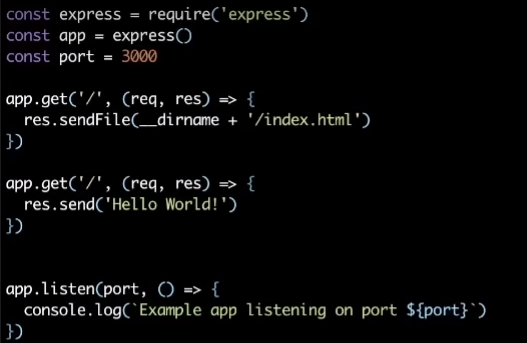 const express = require('express')
const app = express()
const port = 3000
app.get('/', (req, res) => {
  res.sendFile(__dirname + '/index.html')
})
app.get('/', (req, res) => {
  res.send('Hello World!')
})
app.listen(port, () => {
  console.log(`Example app listening on port ${port}`)
})